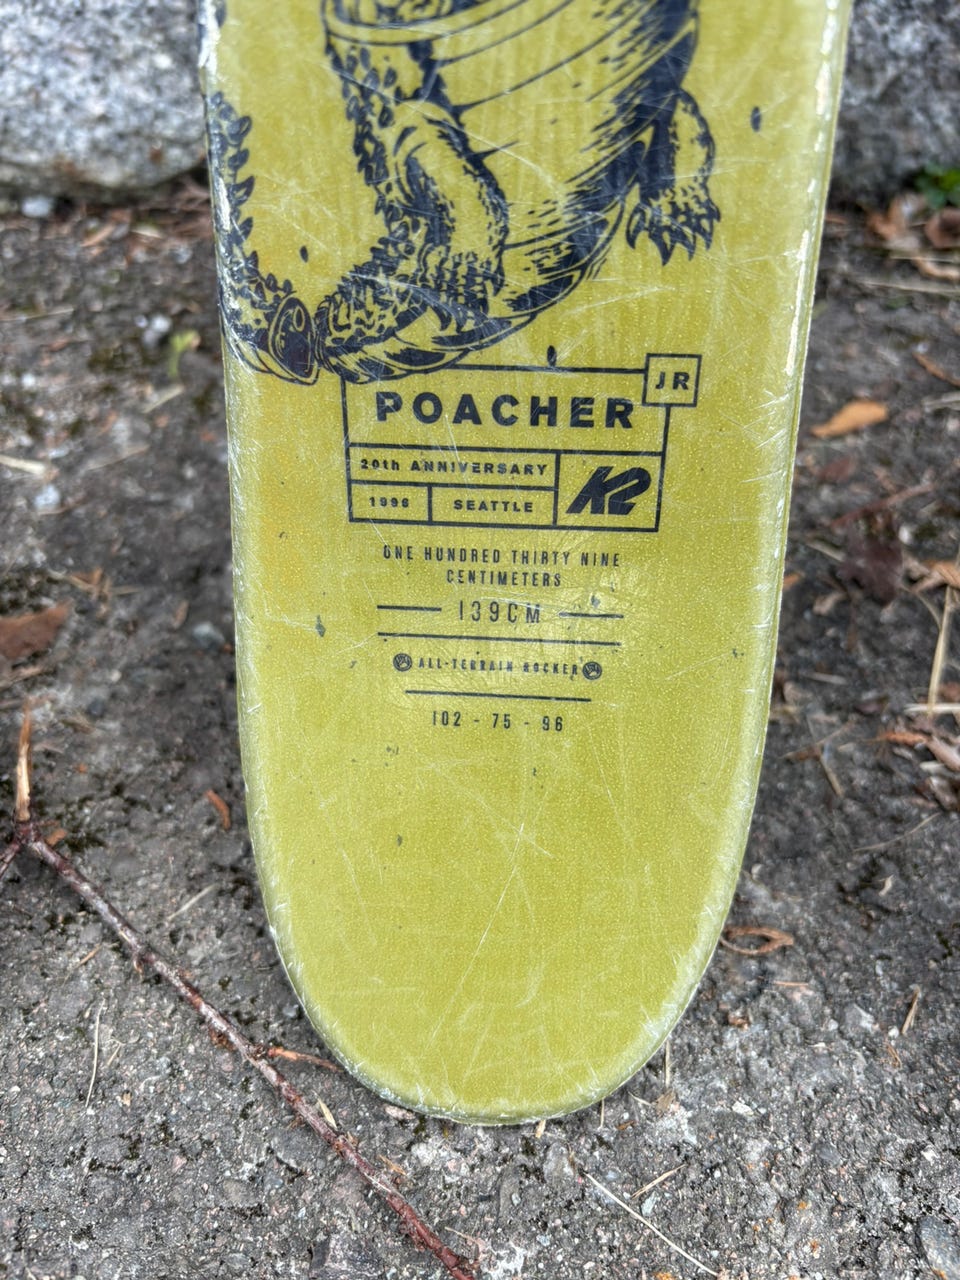 JR
POACHER
20th ANNIVERSARY
K2
1996
SEATTLE
ONE HUNDRED THIRTY NINE
CENTIMETERS
139CM
ALL-TERRAIN ROCKER
102 - 75 - 96